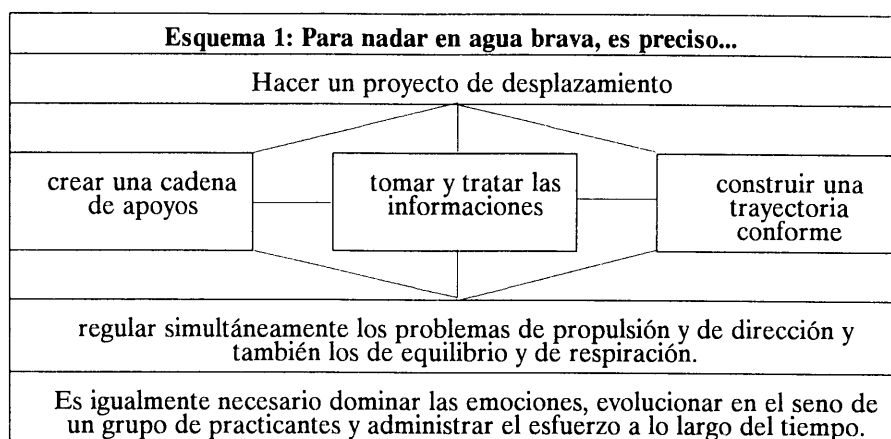 Esquema 1: Para nadar en agua brava, es preciso...
Hacer un proyecto de desplazamiento
crear una cadena
de apoyos
tomar y tratar las
informaciones
construir una
trayectoria
conforme
regular simultáneamente los problemas de propulsión y de dirección y
también los de equilibrio y de respiración.
Es igualmente necesario dominar las emociones, evolucionar en el seno de
un grupo de practicantes y administrar el esfuerzo a lo largo del tiempo.